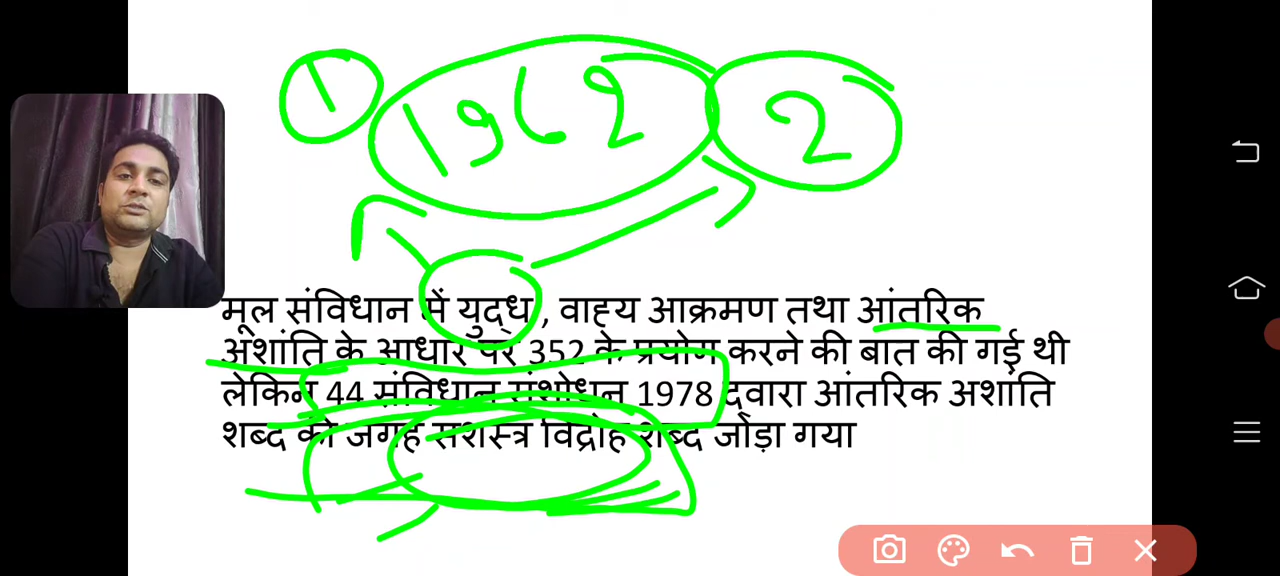 1 1962 2
मूल संविधान में युद्ध , वाह्य आक्रमण तथा आंतरिक
अशांति के आधार पर 352 के प्रयोग करने की बात की गई थी
लेकिन 44 संविधान संशोधन 1978 द्वारा आंतरिक अशांति
शब्द की जगह सशस्त्र विद्रोह शब्द जोड़ा गया